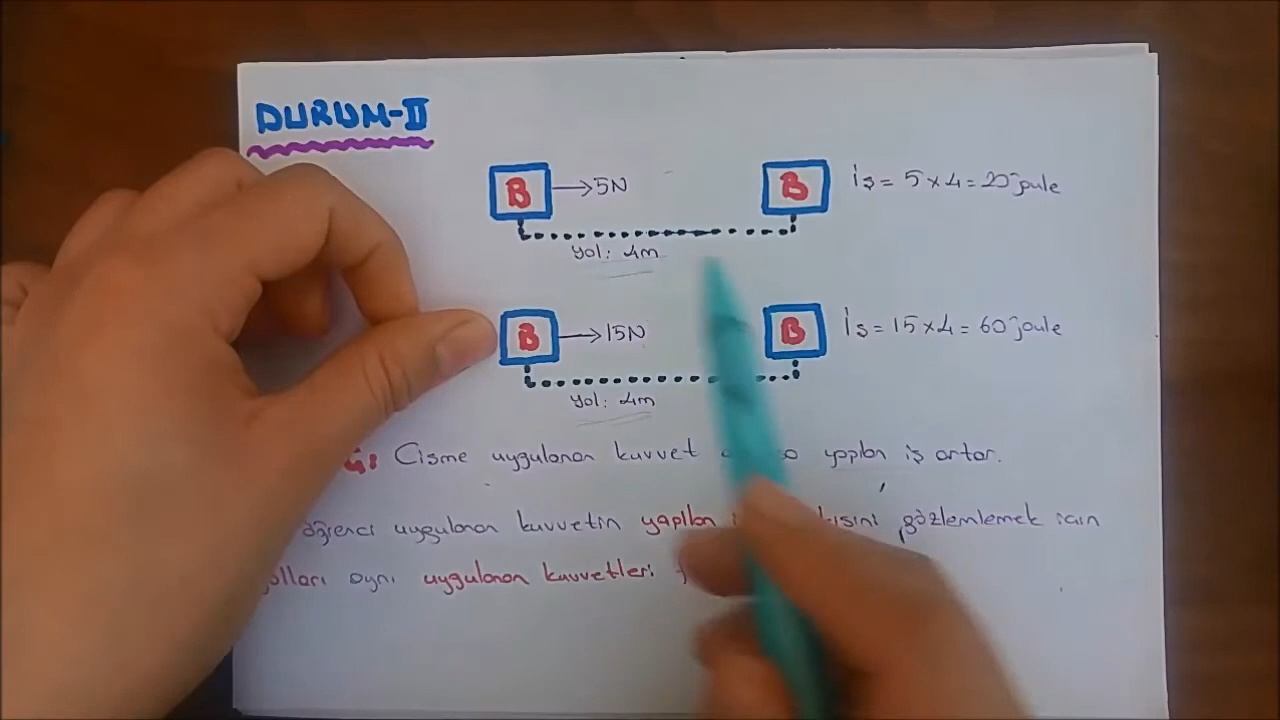 DURUM-II
B →5N B İş = 5 x 4 = 20 joule
yol: 4m
B →15N B İş = 15 x 4 = 60 joule
yol: 4m
Cisme uygulanan kuvvet yapılan iş artar.
öğrenci uygulanan kuvvetin yapılan gözlemlemek için
aynı uygulanan kuvvetleri